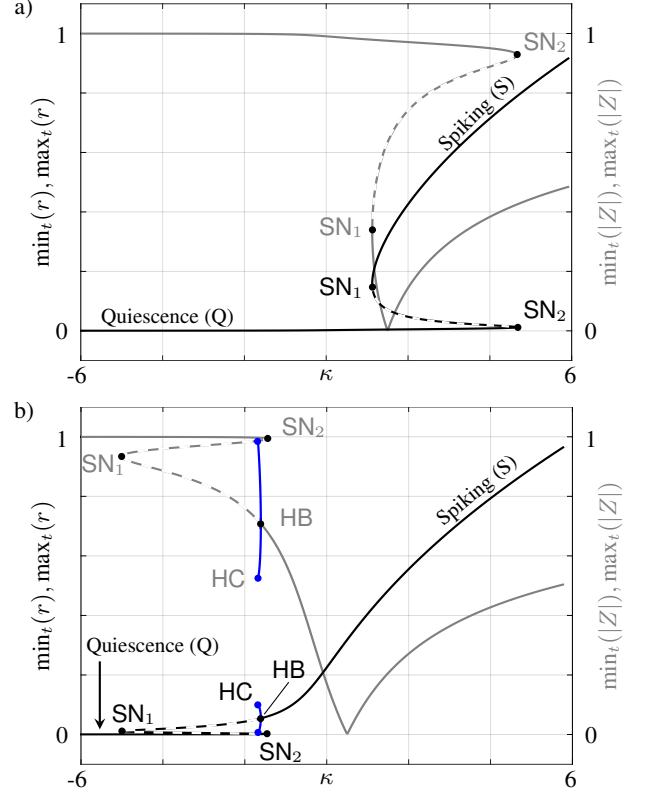 a)
1
1
SN₂
Spiking (S)
min_t(r), max_t(r)
min_t(|Z|), max_t(|Z|)
SN₁
SN₁
SN₂
Quiescence (Q)
0
0
-6
κ
6
b)
1
1
SN₂
SN₁
Spiking (S)
HB
HC
min_t(r), max_t(r)
min_t(|Z|), max_t(|Z|)
Quiescence (Q)
HB
HC
SN₁
0
0
SN₂
-6
κ
6